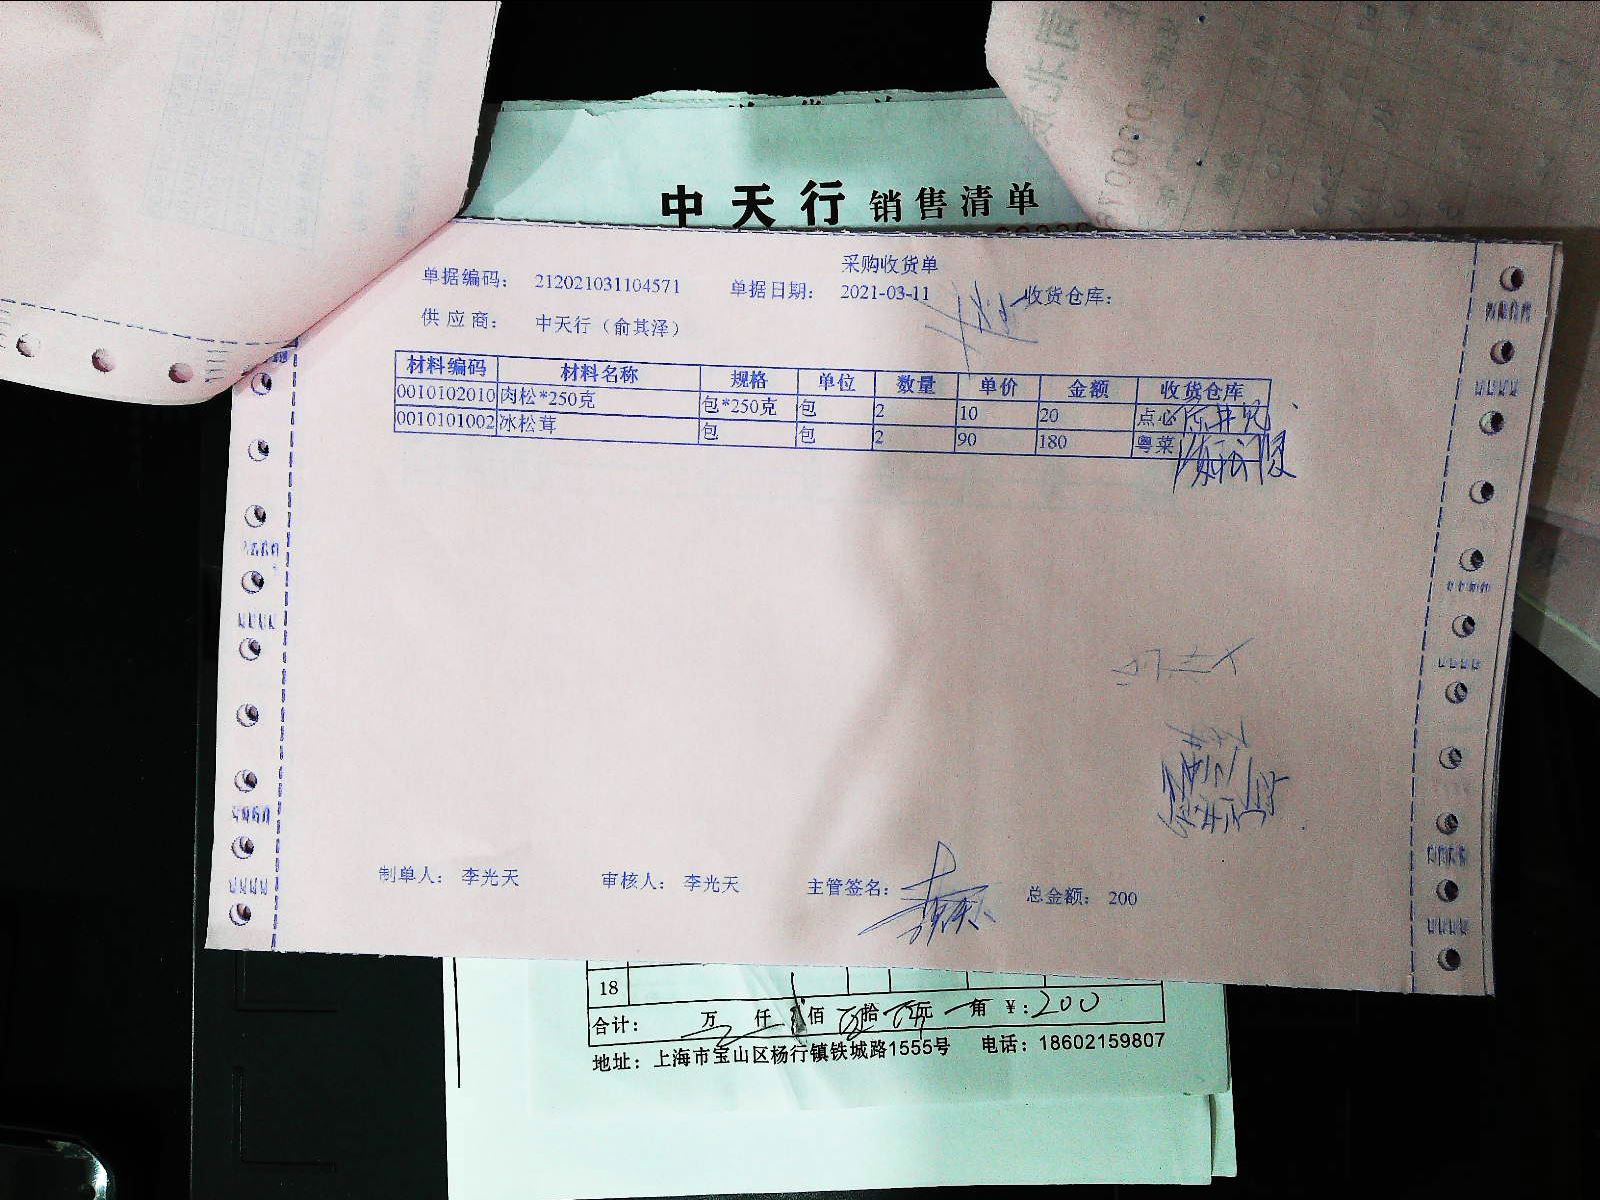 中天行 销售清单
采购收货单
单据编码： 212021031104571 单据日期： 2021-03-11 收货仓库：
供应商： 中天行（俞其泽）
材料编码 材料名称 规格 单位 数量 单价 金额 收货仓库
0010102010 肉松*250克 包*250克 包 2 10 20 点心
0010101002 冰松茸 包 包 2 90 180 粤菜
制单人： 李光天 审核人： 李光天 主管签名： 总金额： 200
18
合计： 万 仟 佰 拾 元 角 ¥：200
地址：上海市宝山区杨行镇铁城路1555号 电话：18602159807